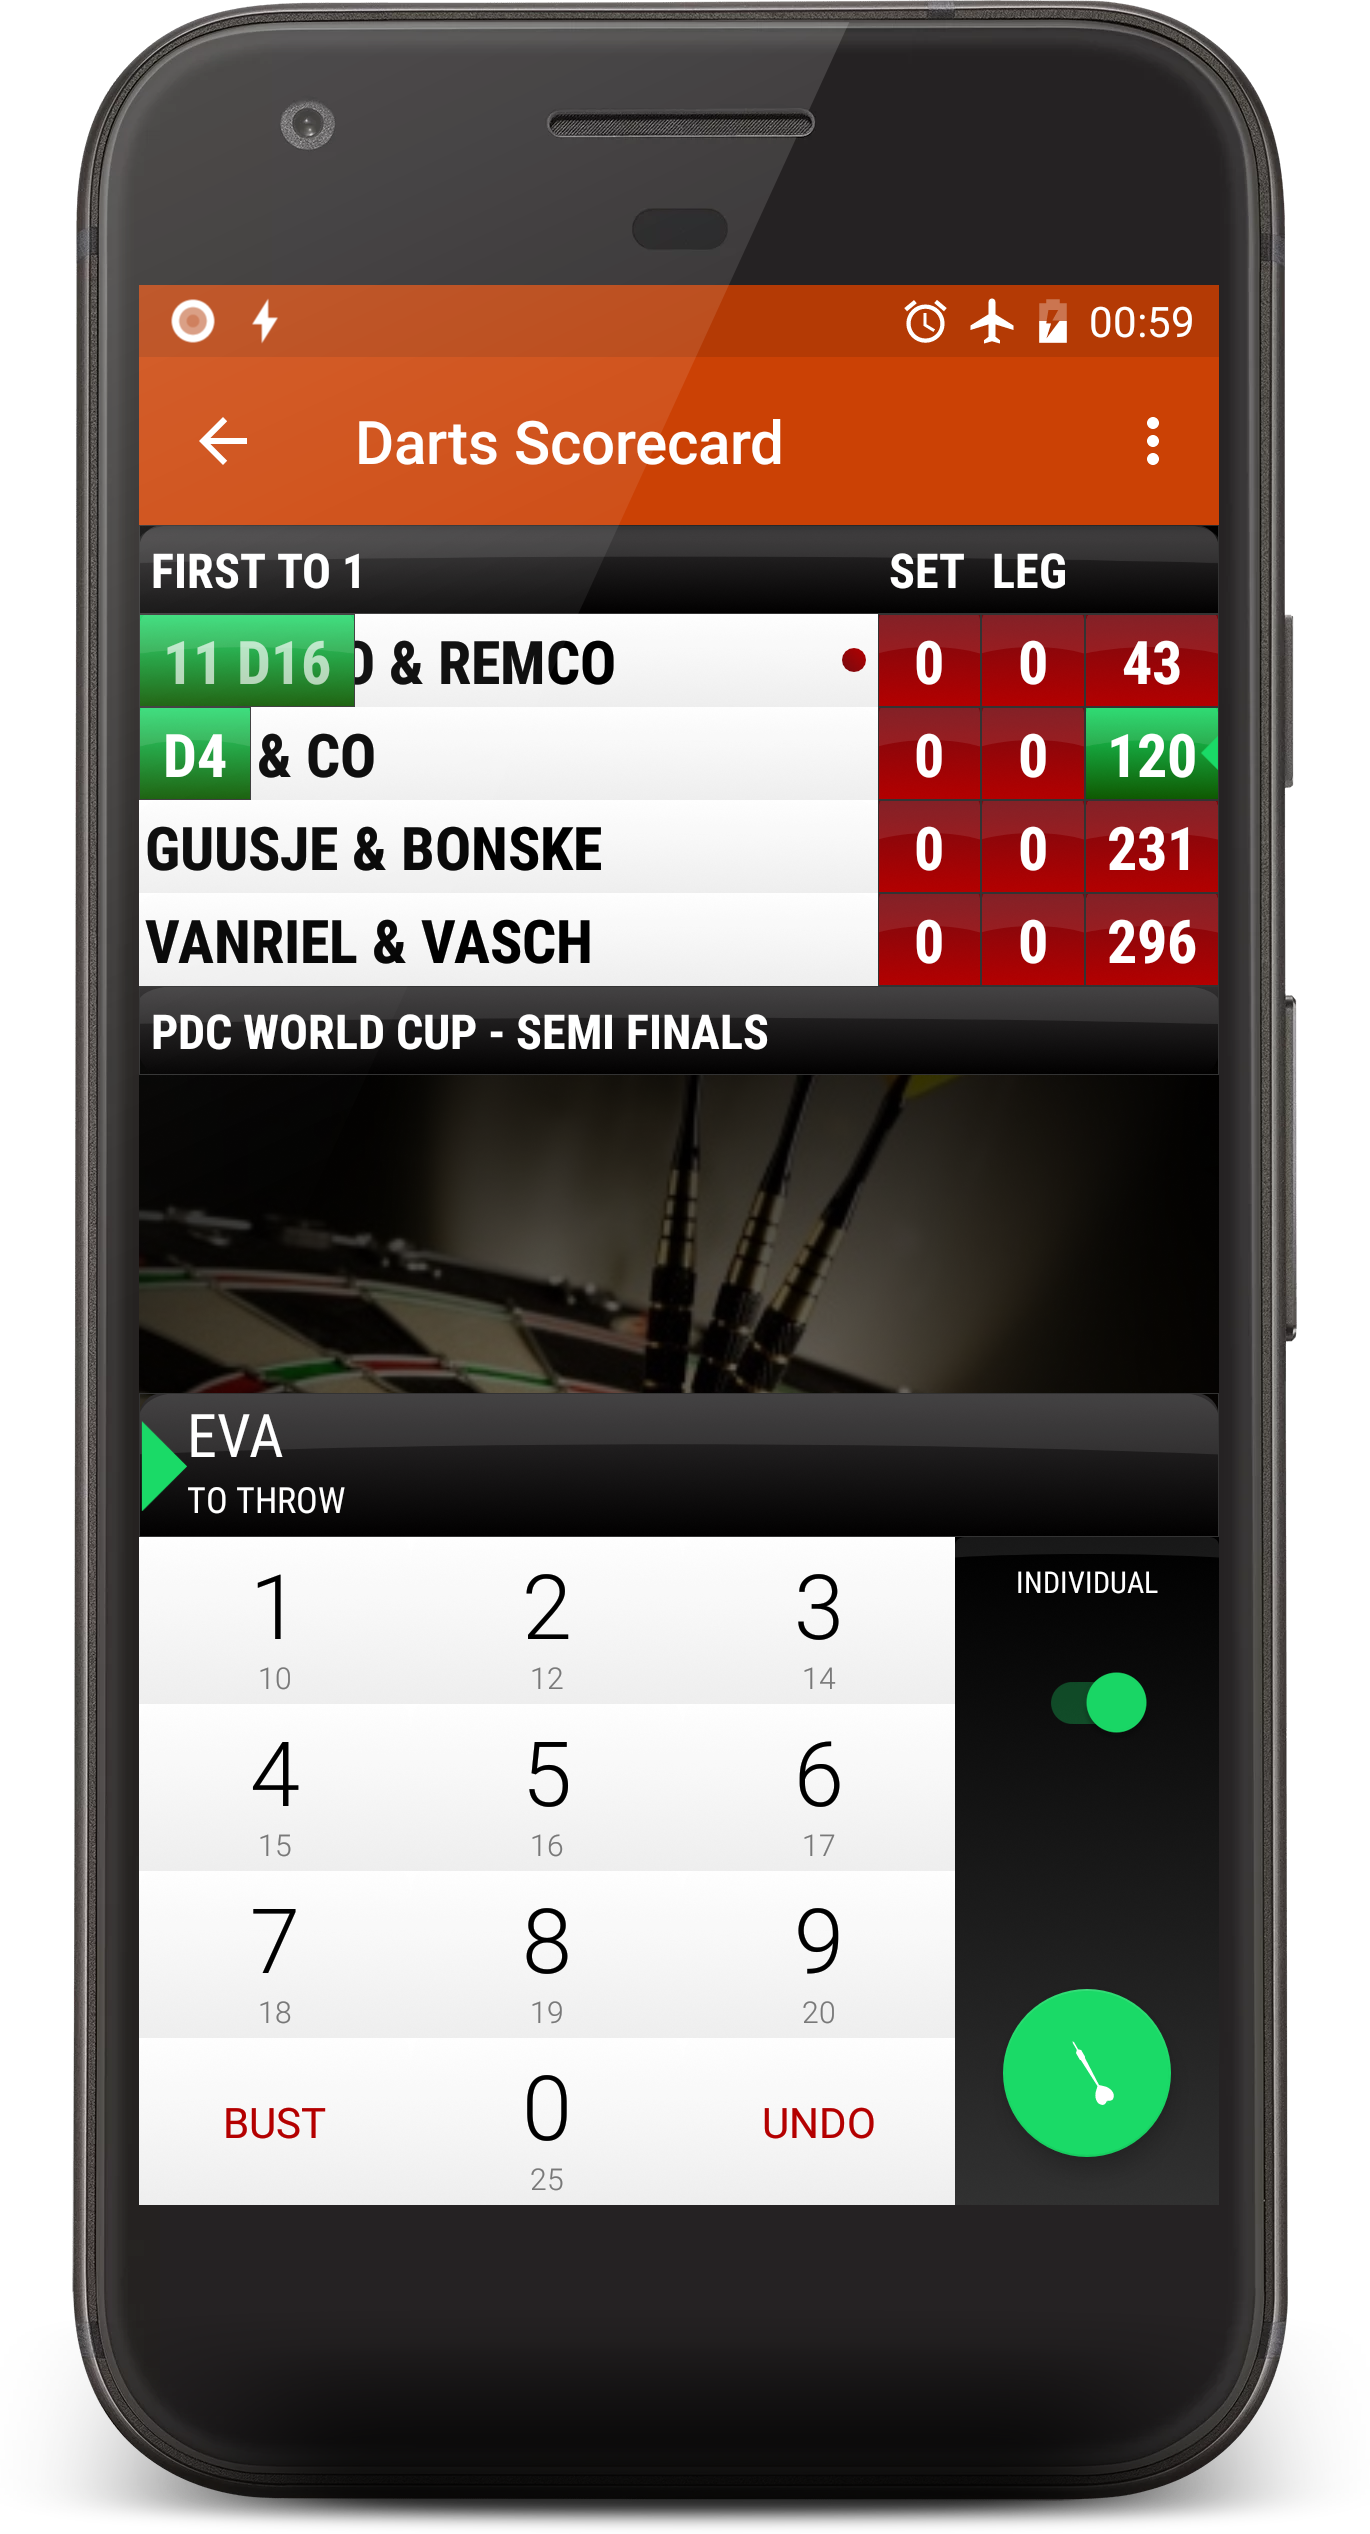 00:59
Darts Scorecard
FIRST TO 1 SET LEG
11 D16 & REMCO 0 0 43
D4 & CO 0 0 120
GUUSJE & BONSKE 0 0 231
VANRIEL & VASCH 0 0 296
PDC WORLD CUP - SEMI FINALS
EVA
TO THROW
INDIVIDUAL
1 2 3
10 12 14
4 5 6
15 16 17
7 8 9
18 19 20
BUST 0 UNDO
25